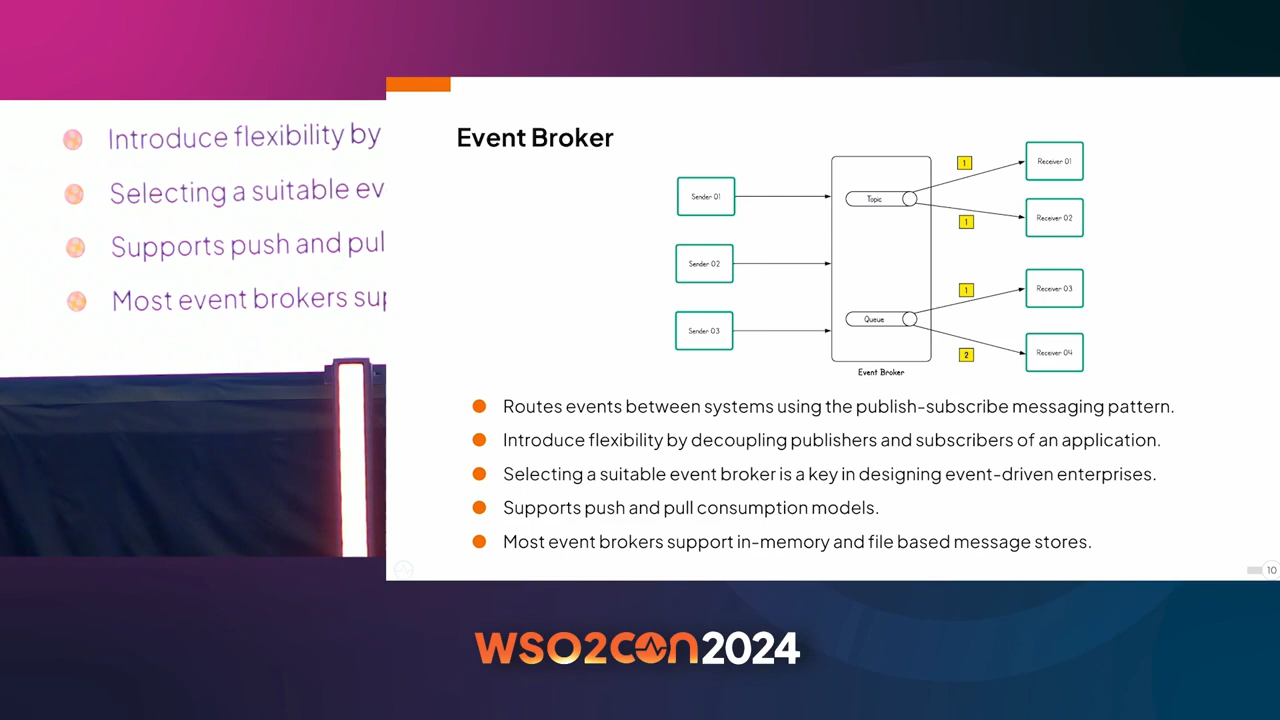 Introduce flexibility by
Selecting a suitable ev
Supports push and pul
Most event brokers sup
Event Broker
Sender 01
Sender 02
Sender 03
Topic
Queue
Event Broker
1
1
1
2
Receiver 01
Receiver 02
Receiver 03
Receiver 04
Routes events between systems using the publish-subscribe messaging pattern.
Introduce flexibility by decoupling publishers and subscribers of an application.
Selecting a suitable event broker is a key in designing event-driven enterprises.
Supports push and pull consumption models.
Most event brokers support in-memory and file based message stores.
10
WSO2CON2024